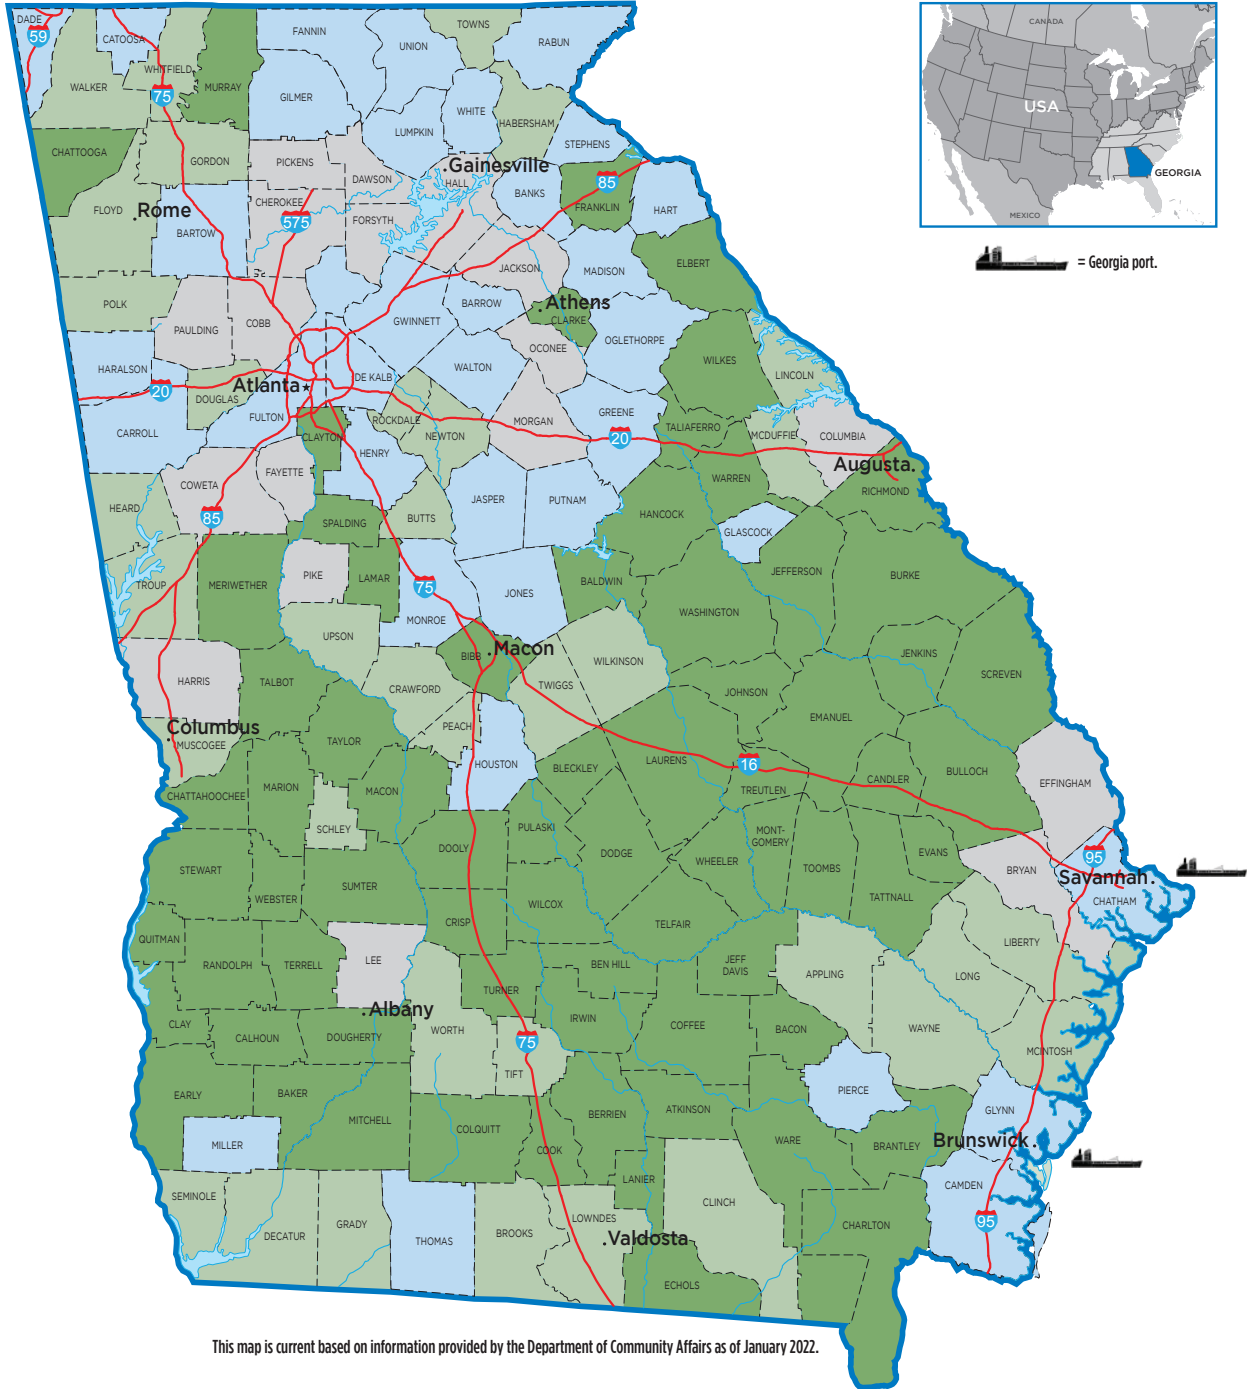 DADE
59
CATOOSA
FANNIN
TOWNS
UNION
RABUN
WALKER
WHITFIELD
75
MURRAY
GILMER
WHITE
LUMPKIN
HABERSHAM
STEPHENS
CHATTOOGA
GORDON
PICKENS
DAWSON
.Gainesville
HALL
BANKS
85
FRANKLIN
HART
FLOYD
.Rome
BARTOW
CHEROKEE
575
FORSYTH
JACKSON
MADISON
ELBERT
POLK
PAULDING
COBB
GWINNETT
BARROW
.Athens
CLARKE
OCONEE
OGLETHORPE
HARALSON
20
DOUGLAS
Atlanta
DE KALB
WALTON
WILKES
LINCOLN
CARROLL
FULTON
CLAYTON
ROCKDALE
NEWTON
HENRY
MORGAN
GREENE
20
TALIAFERRO
MCDUFFIE
COLUMBIA
Augusta.
RICHMOND
COWETA
FAYETTE
HEARD
85
SPALDING
BUTTS
JASPER
PUTNAM
HANCOCK
WARREN
GLASCOCK
TROUP
MERIWETHER
PIKE
LAMAR
75
MONROE
JONES
BALDWIN
WASHINGTON
JEFFERSON
BURKE
UPSON
BIBB
.Macon
WILKINSON
TWIGGS
JENKINS
SCREVEN
HARRIS
TALBOT
CRAWFORD
PEACH
JOHNSON
EMANUEL
Columbus
.MUSCOGEE
TAYLOR
HOUSTON
BLECKLEY
LAURENS
16
TREUTLEN
CANDLER
BULLOCH
EFFINGHAM
CHATTAHOOCHEE
MARION
MACON
SCHLEY
DOOLY
PULASKI
DODGE
WHEELER
MONT-
GOMERY
TOOMBS
EVANS
TATTNALL
BRYAN
95
Savannah.
CHATHAM
STEWART
WEBSTER
SUMTER
CRISP
WILCOX
TELFAIR
LIBERTY
QUITMAN
RANDOLPH
TERRELL
LEE
BEN HILL
JEFF
DAVIS
APPLING
LONG
.Albany
TURNER
IRWIN
COFFEE
BACON
WAYNE
MCINTOSH
CLAY
CALHOUN
DOUGHERTY
WORTH
75
TIFT
EARLY
BAKER
MITCHELL
COLQUITT
COOK
BERRIEN
ATKINSON
WARE
PIERCE
BRANTLEY
GLYNN
Brunswick.
MILLER
LANIER
CLINCH
CHARLTON
CAMDEN
95
SEMINOLE
DECATUR
GRADY
THOMAS
BROOKS
LOWNDES
.Valdosta
ECHOLS
CANADA
USA
GEORGIA
MEXICO
= Georgia port.
This map is current based on information provided by the Department of Community Affairs as of January 2022.